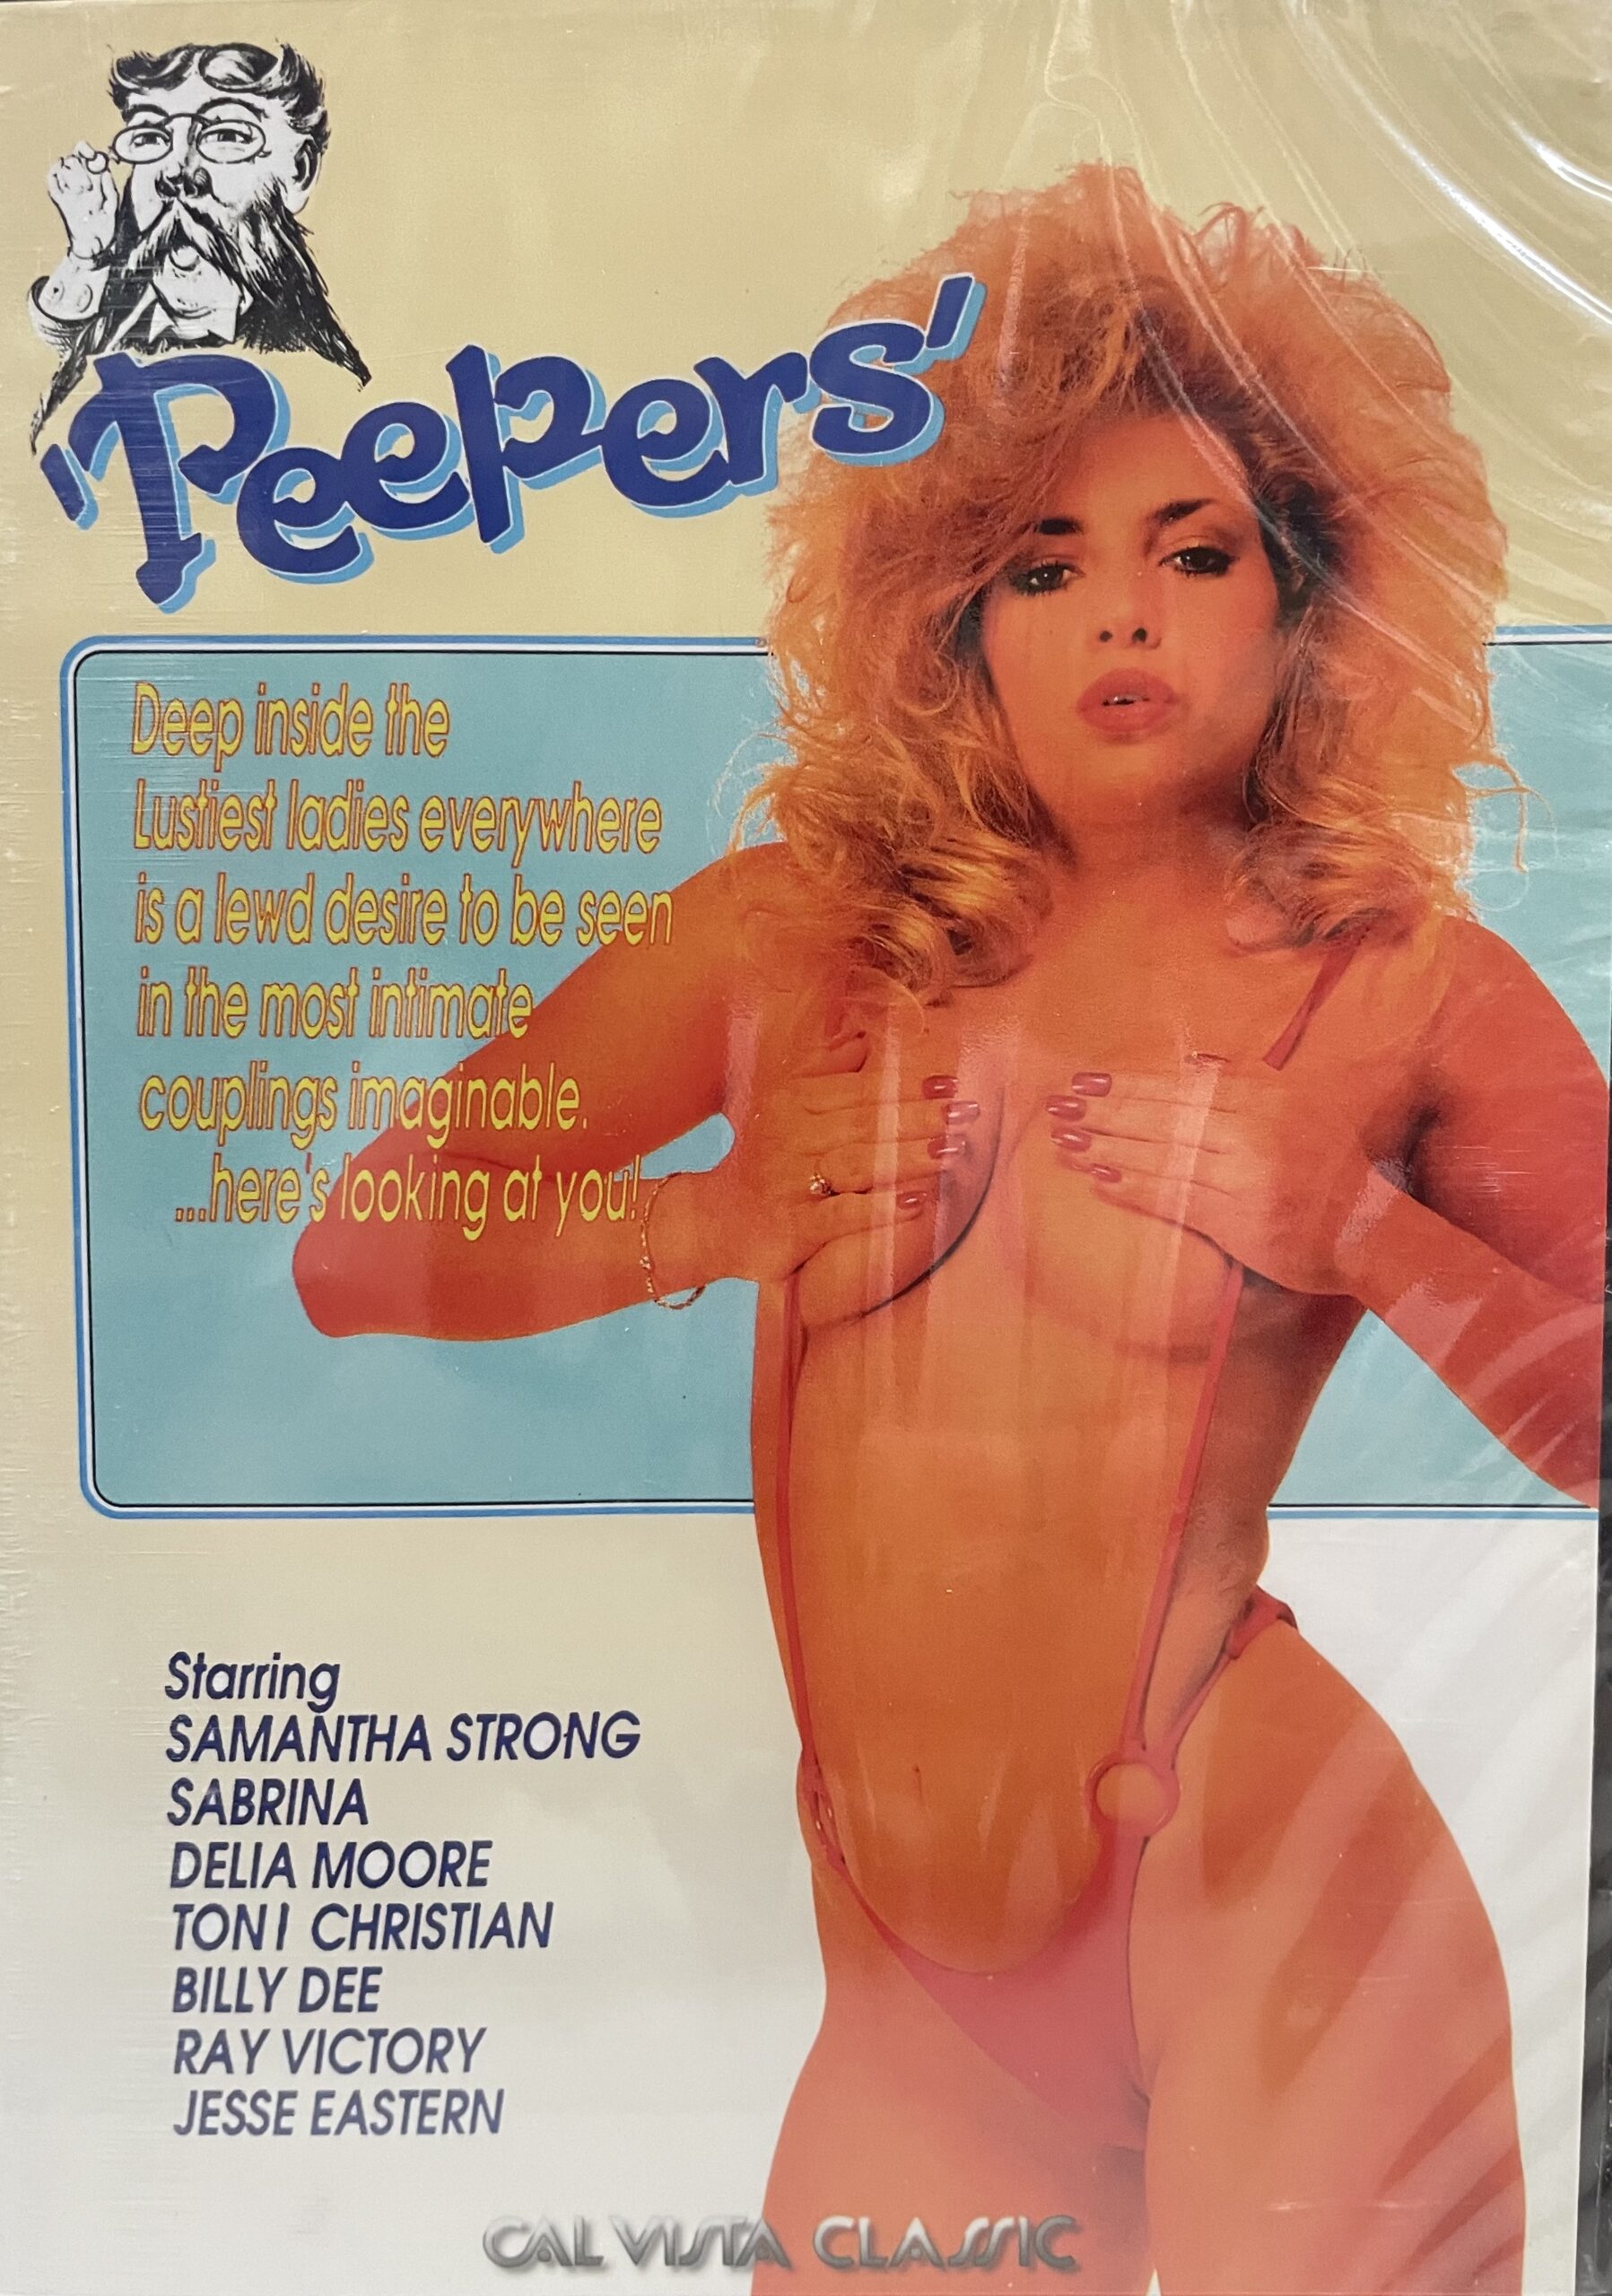 'Peepers'
Deep inside the
Lustiest ladies everywhere
is a lewd desire to be seen
in the most intimate
couplings imaginable.
...here's looking at you!
Starring
SAMANTHA STRONG
SABRINA
DELIA MOORE
TONI CHRISTIAN
BILLY DEE
RAY VICTORY
JESSE EASTERN
CAL VISTA CLASSIC